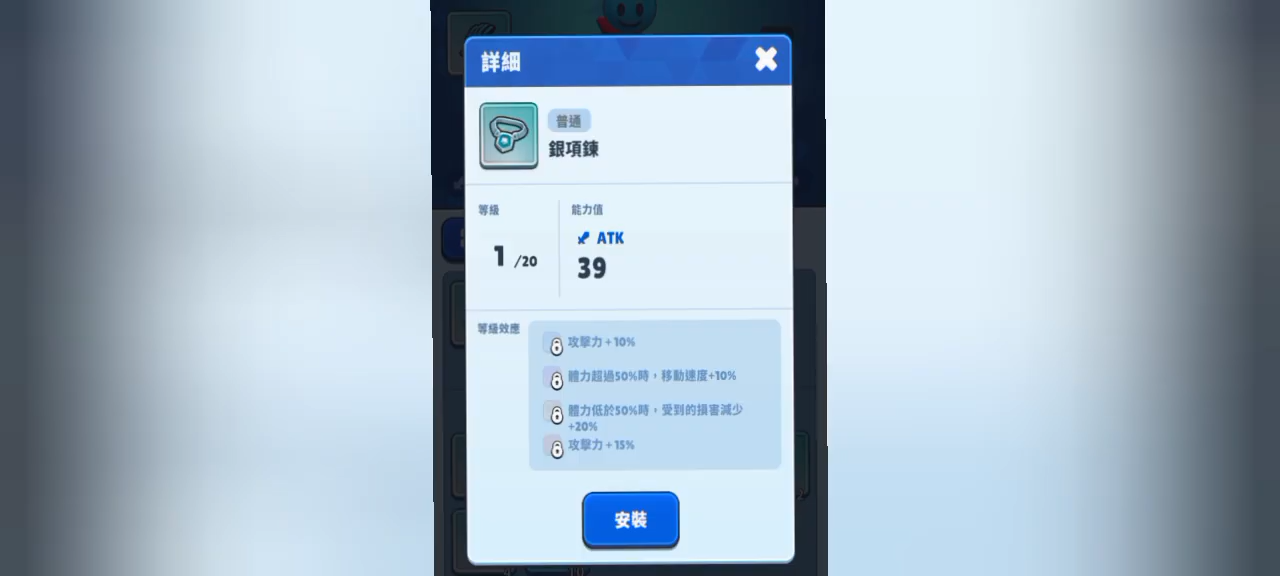 詳細
普通
銀項鍊
等級
能力值
ATK
1 /20
39
等級效應
攻擊力+10%
體力超過50%時，移動速度+10%
體力低於50%時，受到的損害減少
+20%
攻擊力+15%
安裝